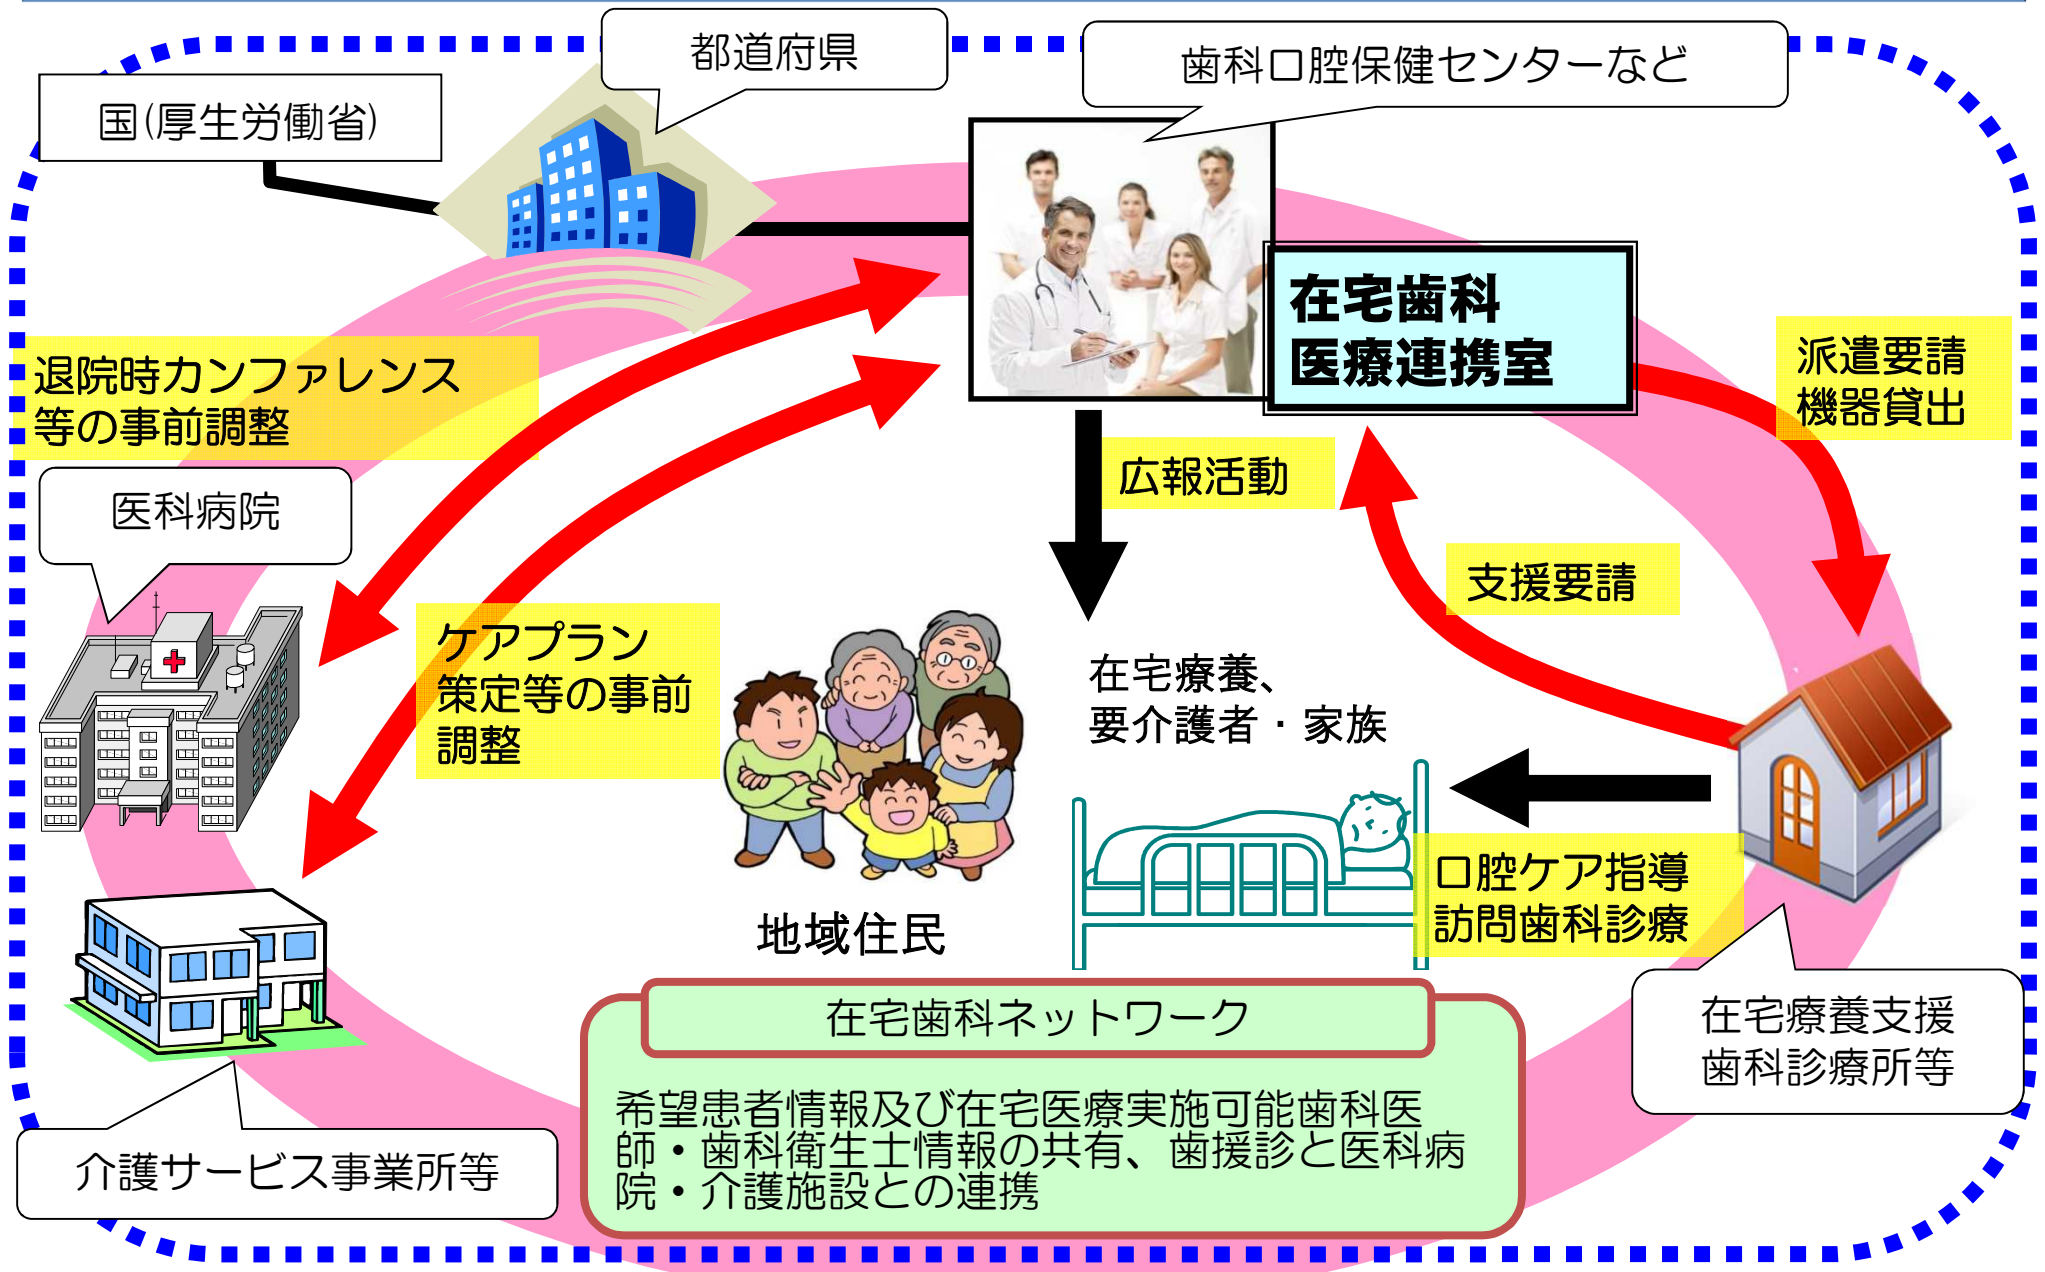 都道府県
歯科口腔保健センターなど
国(厚生労働省)
在宅歯科
医療連携室
退院時カンファレンス
等の事前調整
派遣要請
機器貸出
広報活動
医科病院
支援要請
ケアプラン
策定等の事前
調整
在宅療養、
要介護者・家族
口腔ケア指導
訪問歯科診療
地域住民
在宅療養支援
歯科診療所等
在宅歯科ネットワーク
希望患者情報及び在宅医療実施可能歯科医
師・歯科衛生士情報の共有、歯援診と医科病
院・介護施設との連携
介護サービス事業所等